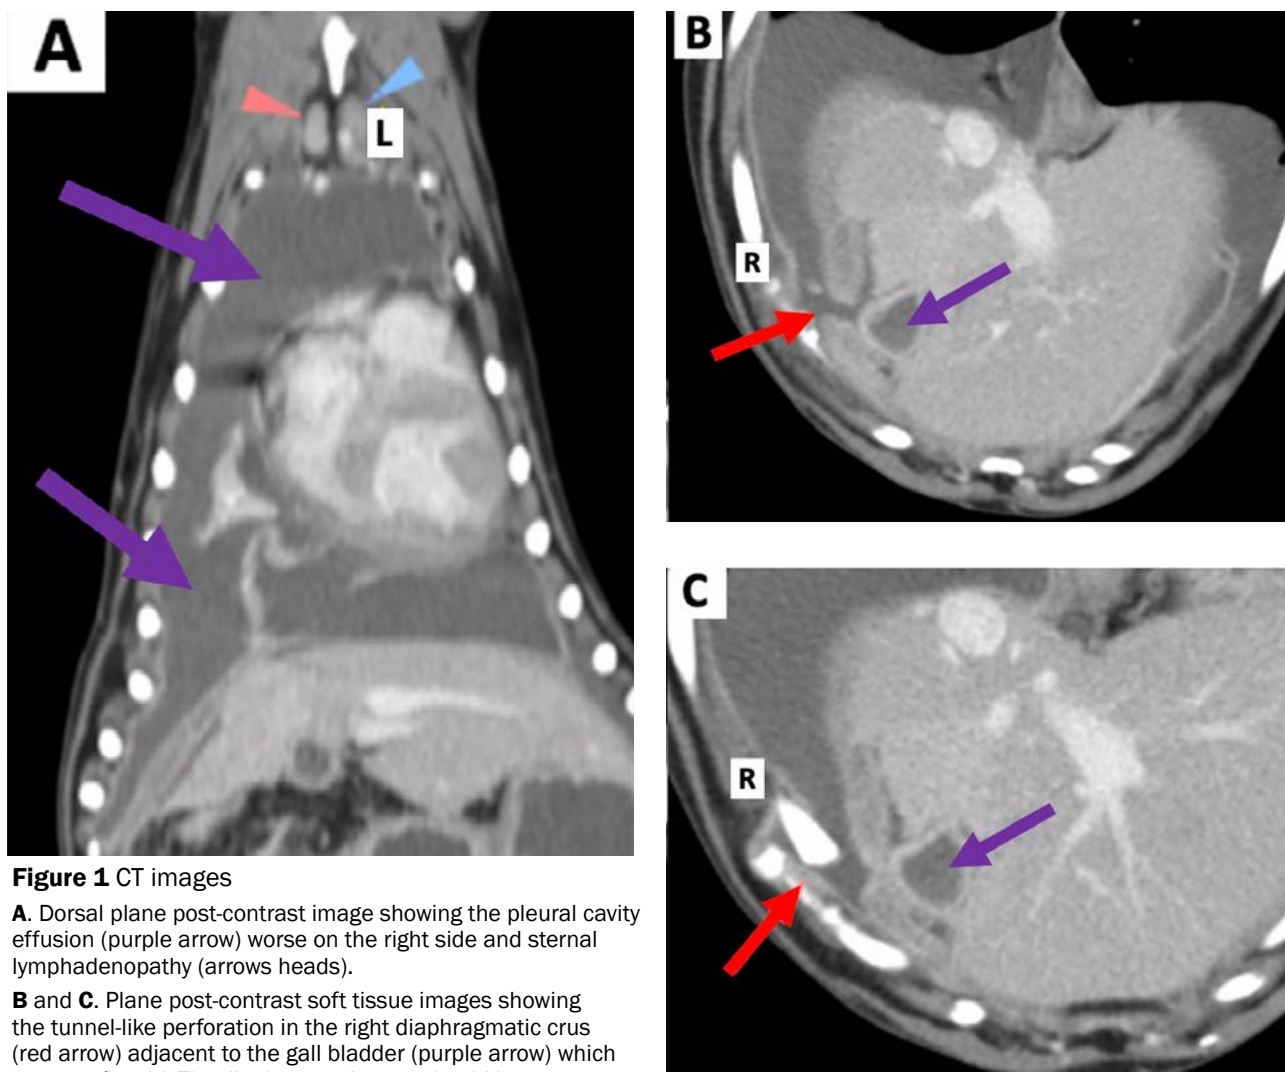 A
L
B
R
C
R
Figure 1 CT images
A. Dorsal plane post-contrast image showing the pleural cavity
effusion (purple arrow) worse on the right side and sternal
lymphadenopathy (arrows heads).
B and C. Plane post-contrast soft tissue images showing
the tunnel-like perforation in the right diaphragmatic crus
(red arrow) adjacent to the gall bladder (purple arrow) which